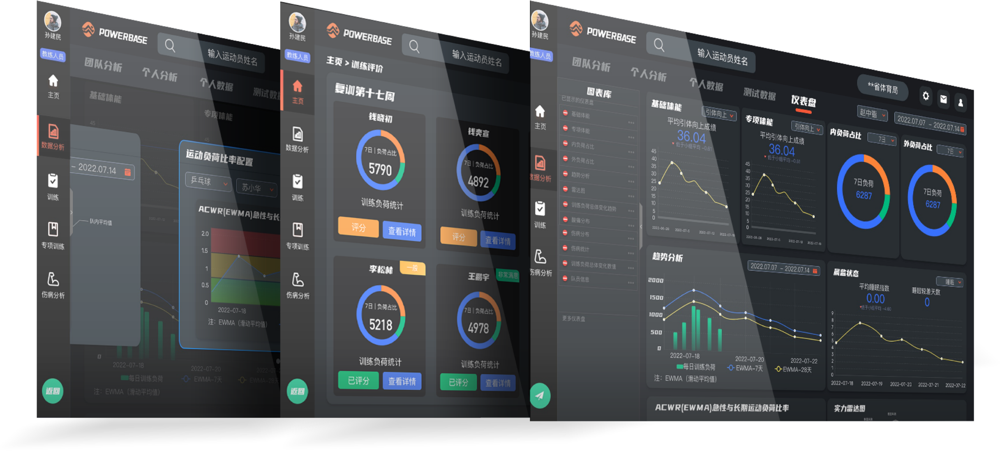 孙建民
教练人员
主页
数据分析
训练
专项训练
伤病分析
返回
POWERBASE
输入运动员姓名
团队分析
个人分析
个人数据
测试数据
基础体能
专项体能
45
45
- 2022.07.14
队内平均值
运动负荷比率配置
乒乓球
苏小华
ACWR(EWMA)急性与长
2.0
1.5
1
0.5
0
2022-07-18
注: EWMA (滑动平均值)
0
2022-07-18
2022-07-20
每日训练负荷
EWMA-7天
EWMA-28天
注: EWMA (滑动平均值)
孙建民
教练人员
主页
数据分析
训练
专项训练
伤病分析
返回
POWERBASE
输入运动员姓名
主页 > 训练评价
复训第十七周
钱晓初
7日 | 负荷占比
5790
训练负荷统计
评分
查看详情
钱奕宣
7日 | 负荷占比
4892
训练负荷统计
评分
查看详情
李松林
一般
7日 | 负荷占比
5218
训练负荷统计
已评分
查看详情
王鹏宇
非常满意
7日 | 负荷占比
4978
训练负荷统计
已评分
查看详情
孙建民
教练人员
主页
数据分析
训练
伤病分析
POWERBASE
输入运动员姓名
**省体育局
团队分析
个人分析
个人数据
测试数据
仪表盘
赵中锴
2022.07.07 - 2022.07.14
图表库
已显示的仪表盘
基础体能
专项体能
内负荷占比
外负荷占比
趋势分析
雷达图
训练负荷总体变化趋势
酸痛分布
伤病分布
伤病统计
训练负荷总体变化数值
队员信息
更多仪表盘
基础体能
引体向上
平均引体向上成绩
36.04
低于小组平均 -0.61
45
40
35
30
25
20
15
10
5
0
2022-06-28
2022-07-5
2022-07-12
2022-07-19
专项体能
引体向上
平均引体向上成绩
36.04
低于小组平均 -0.61
45
40
35
30
25
20
15
10
5
0
2022-06-28
2022-07-5
2022-07-12
2022-07-19
内负荷占比
7日
7日负荷
6287
外负荷占比
7日
7日负荷
6287
趋势分析
2022.07.07 - 2022.07.14
2000
1500
1000
500
0
2022-07-18
2022-07-20
2022-07-22
每日训练负荷
EWMA-7天
EWMA-28天
注: EWMA (滑动平均值)
晨监状态
睡眠
平均睡眠指数
0.00
低于小组平均 -4.60
睡眠较差天数
0
9
8
7
6
5
4
3
2
1
0
2022-07-18
2022-07-19
2022-07-20
2022-07-21
2022-07-22
ACWR(EWMA)急性与长期运动负荷比率
实力雷达图